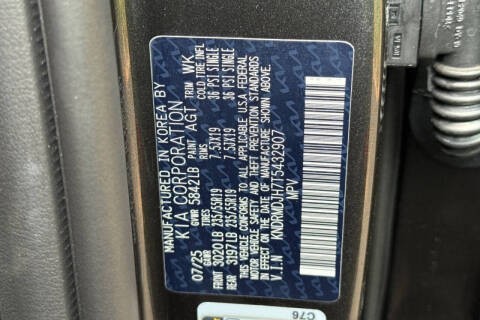 MANUFACTURED IN KOREA BY
KIA CORPORATION
07/25 GVWR 5842LB PAINT AGT TRIM WK
GAWR TIRES RIMS COLD TIRE INFL
FRONT 3020LB 235/55R19 7.5JX19 36 PSI SINGLE
REAR 3197LB 235/55R19 7.5JX19 36 PSI SINGLE
THIS VEHICLE CONFORMS TO ALL APPLICABLE U.S.A. FEDERAL
MOTOR VEHICLE SAFETY AND THEFT PREVENTION STANDARDS
IN EFFECT ON THE DATE OF MANUFACTURE SHOWN ABOVE.
V.I.N KNDRMDJH7T5432907
MPV
C76